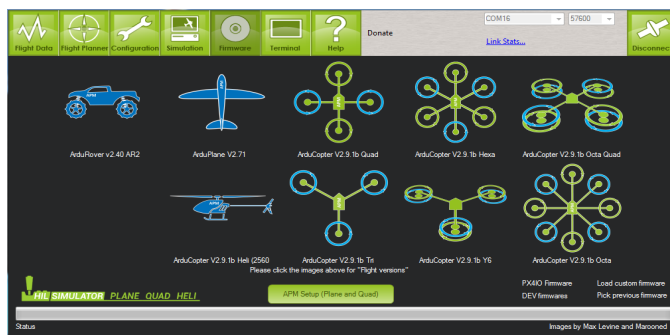 COM16
57600
Donate
Link Stats...
Flight Data
Flight Planner
Configuration
Simulation
Firmware
Terminal
Help
Disconnec
APM
ArduRover v2.40 AR2
ArduPlane V2.71
ArduCopter V2.9.1b Quad
ArduCopter V2.9.1b Hexa
ArduCopter V2.9.1b Octa Quad
ArduCopter V2.9.1b Heli (2560
ArduCopter V2.9.1b Tri
ArduCopter V2.9.1b Y6
ArduCopter V2.9.1b Octa
Please click the images above for "Flight versions"
HIL SIMULATOR PLANE QUAD HELI
APM Setup (Plane and Quad)
PX4IO Firmware
Load custom firmware
DEV firmwares
Pick previous firmware
Status
Images by Max Levine and Marooned